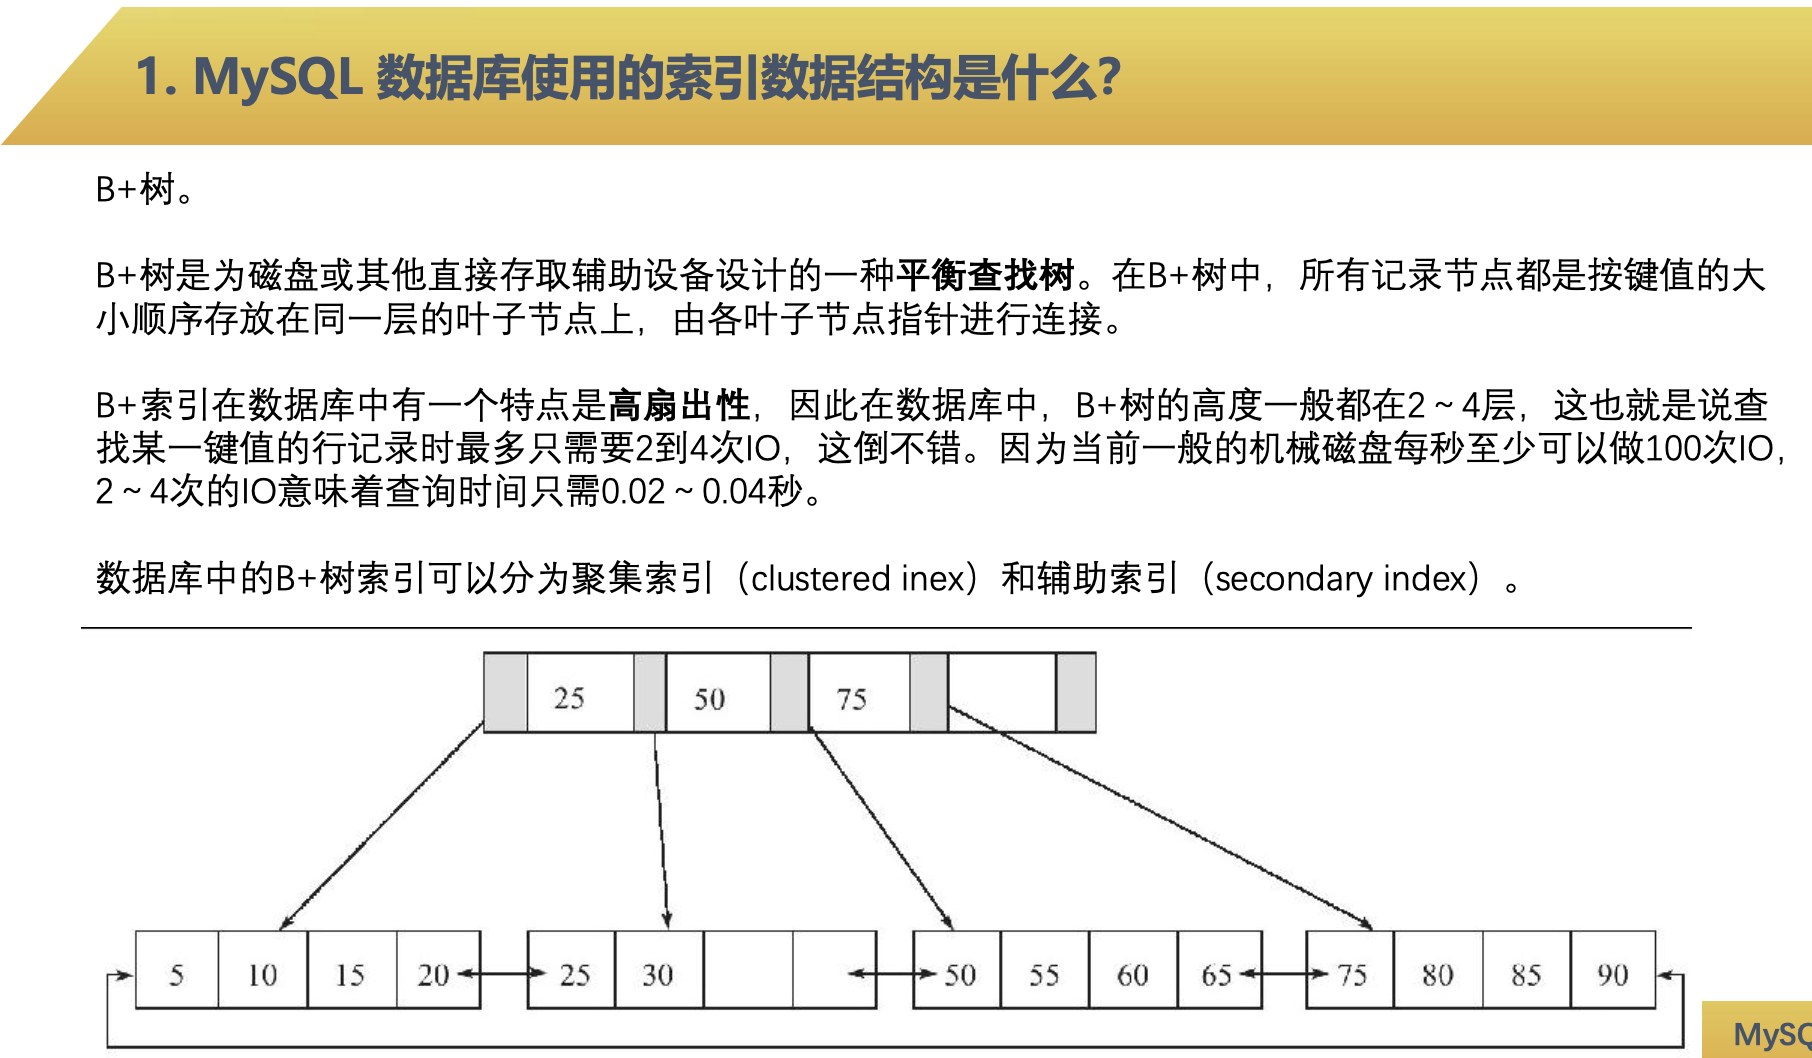 1. MySQL 数据库使用的索引数据结构是什么?
B+树。
B+树是为磁盘或其他直接存取辅助设备设计的一种平衡查找树。在B+树中，所有记录节点都是按键值的大
小顺序存放在同一层的叶子节点上，由各叶子节点指针进行连接。
B+索引在数据库中有一个特点是高扇出性，因此在数据库中，B+树的高度一般都在2～4层，这也就是说查
找某一键值的行记录时最多只需要2到4次IO，这倒不错。因为当前一般的机械磁盘每秒至少可以做100次IO，
2～4次的IO意味着查询时间只需0.02～0.04秒。
数据库中的B+树索引可以分为聚集索引（clustered inex）和辅助索引（secondary index）。
25 50 75
5 10 15 20 25 30 50 55 60 65 75 80 85 90
MySQ